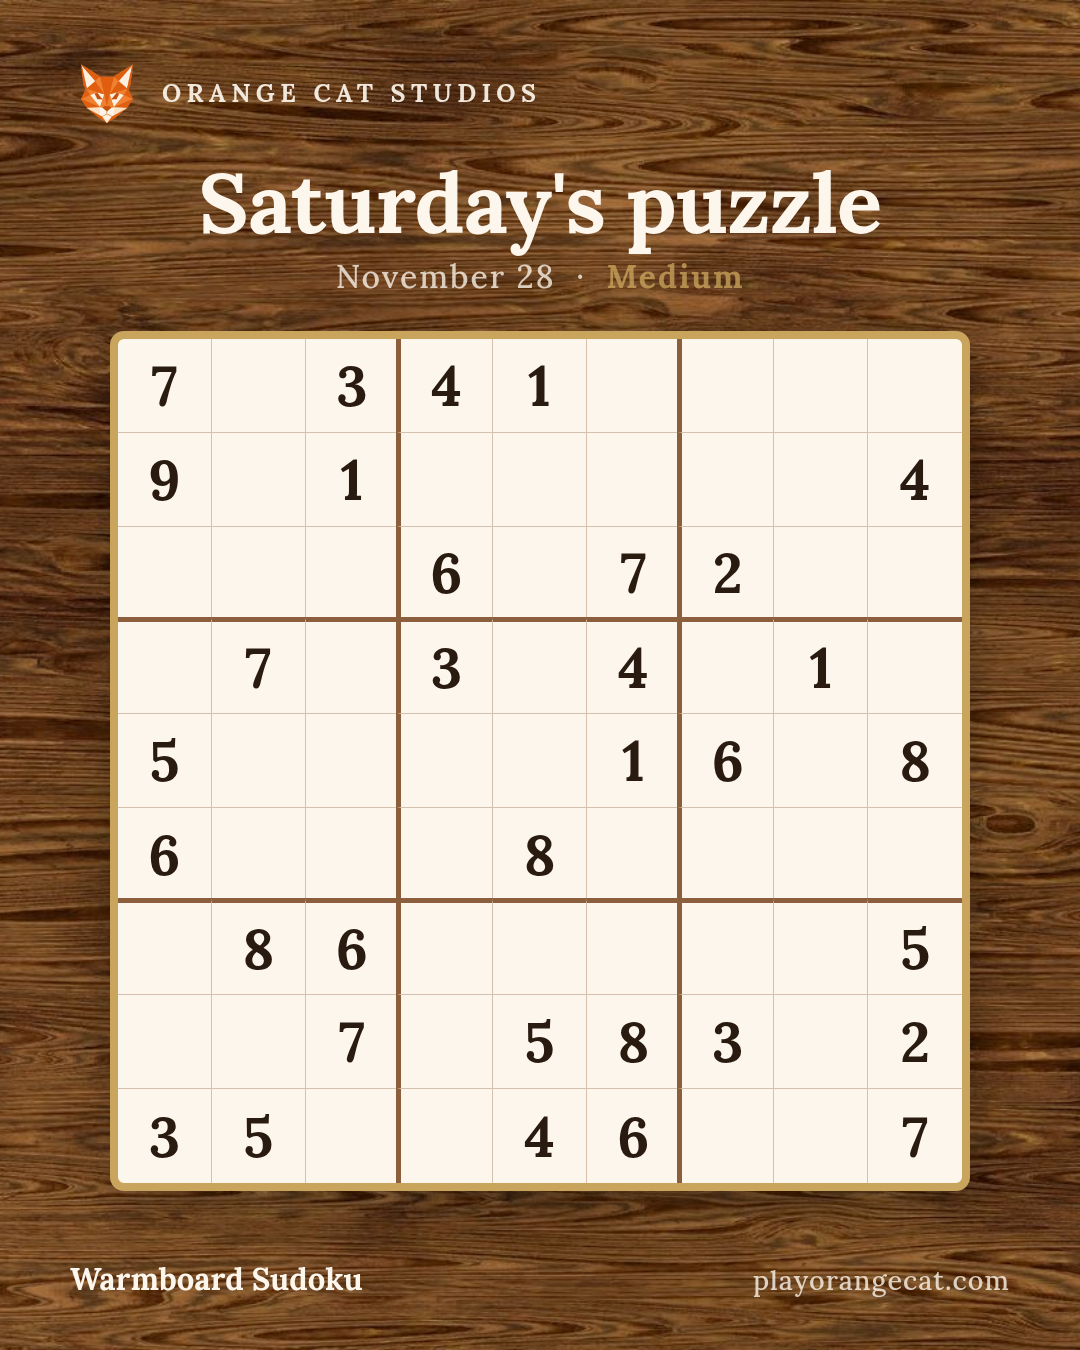 ORANGE CAT STUDIOS
Saturday's puzzle
November 28 · Medium
7 3 4 1
9 1 4
6 7 2
7 3 4 1
5 1 6 8
6 8
8 6 5
7 5 8 3 2
3 5 4 6 7
Warmboard Sudoku
playorangecat.com